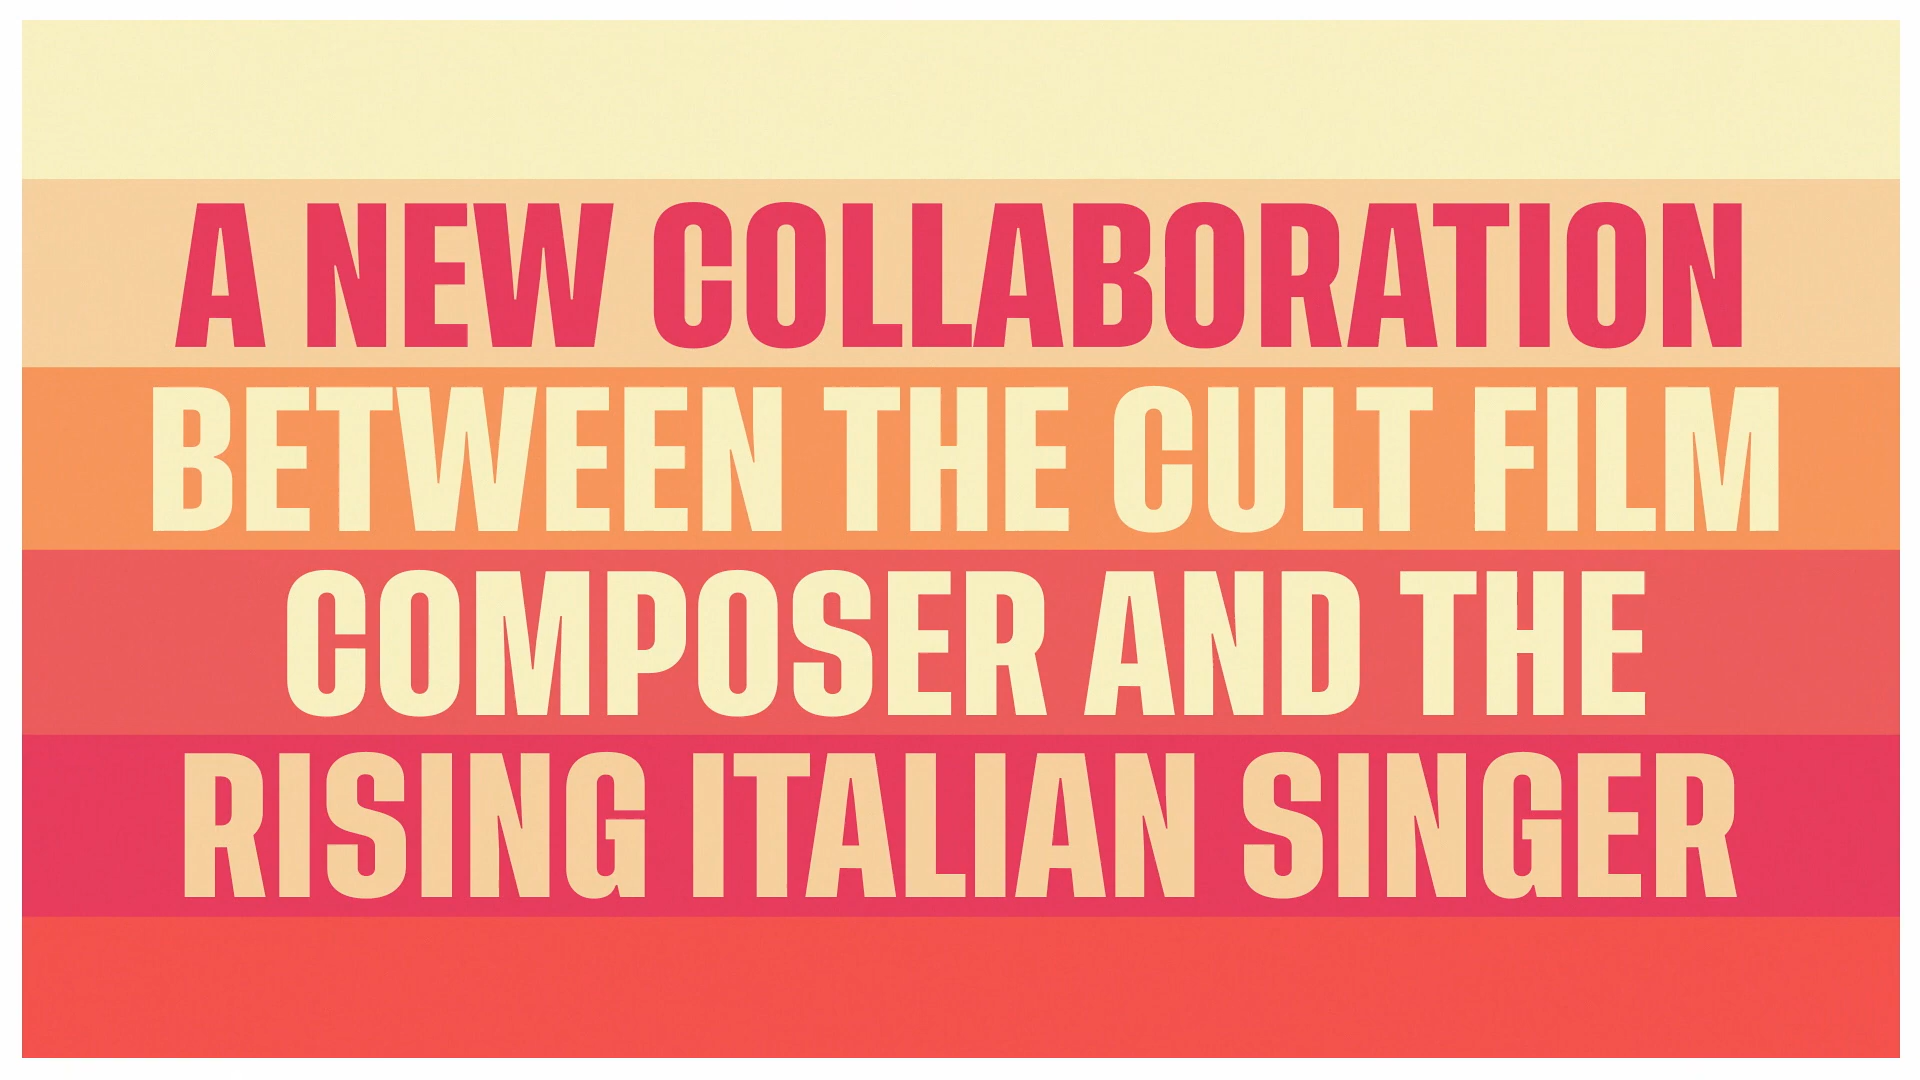 A NEW COLLABORATION
BETWEEN THE CULT FILM
COMPOSER AND THE
RISING ITALIAN SINGER